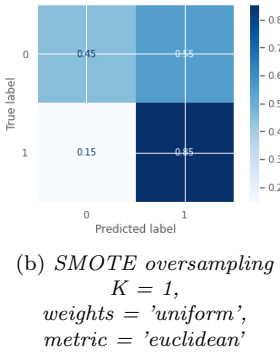 0.8
0.7
0.6
0.5
0.4
0.3
0.2
0
0.45
0.55
True label
1
0.15
0.85
0
1
Predicted label
(b) SMOTE oversampling
K = 1,
weights = 'uniform',
metric = 'euclidean'